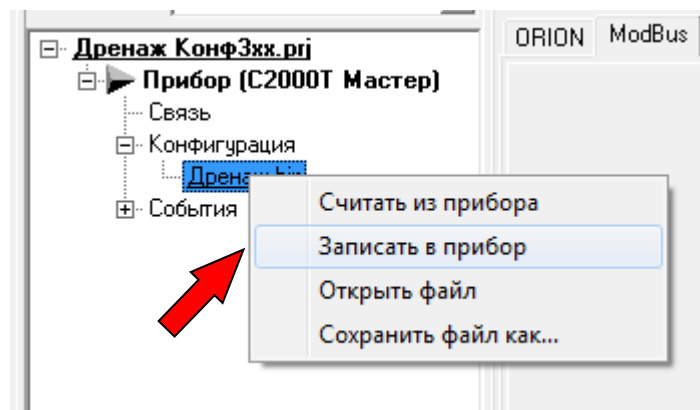 Дренаж Конф3xx.prj
Прибор (С2000Т Мастер)
Связь
Конфигурация
События
Считать из прибора
Записать в прибор
Открыть файл
Сохранить файл как...
ORION ModBus